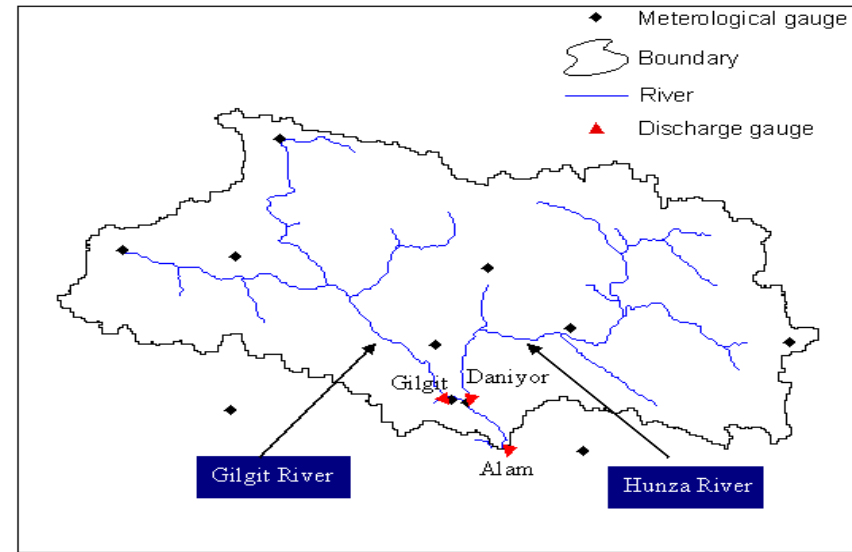 Meterological gauge
Boundary
River
Discharge gauge
Gilgit
Daniyor
Alam
Gilgit River
Hunza River